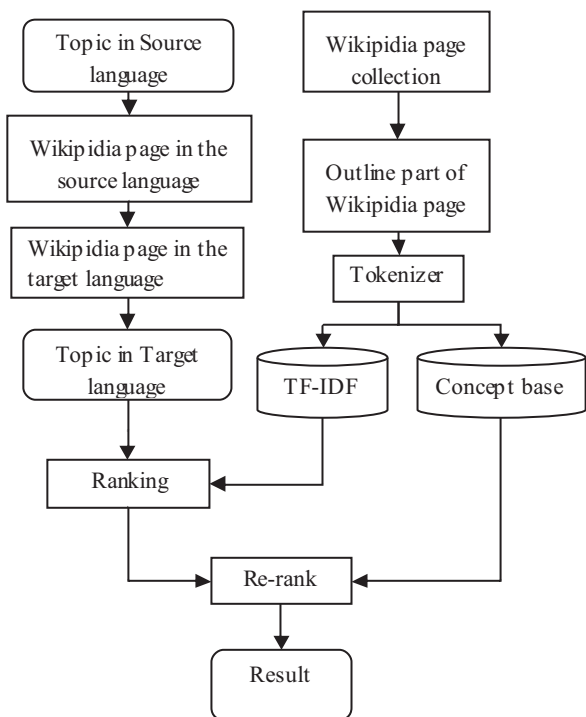 Topic in Source
language
Wikipidia page
collection
Wikipidia page in the
source language
Outline part of
Wikipidia page
Wikipidia page in the
target language
Tokenizer
Topic in Target
language
TF-IDF
Concept base
Ranking
Re-rank
Result